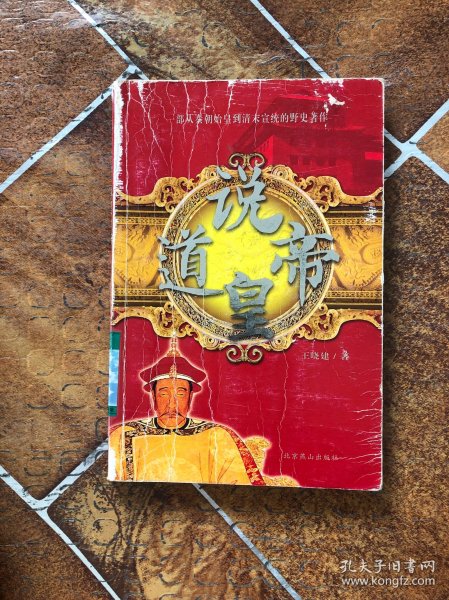 一部从秦朝始皇到清末宣统的野史著作
说
道
帝
皇
王晓建/著
北京燕山出版社
孔夫子旧书网
www.kongfz.com